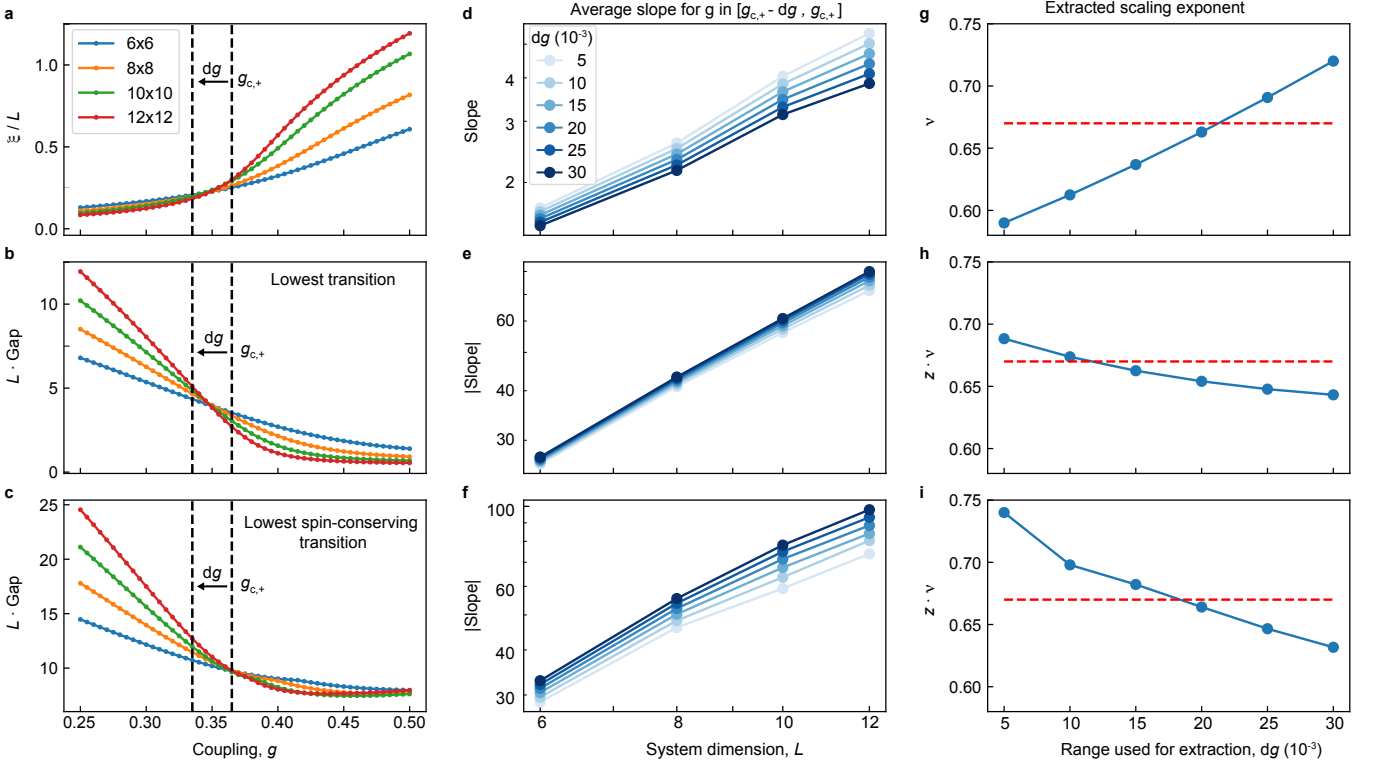 a
ξ / L
1.0
0.5
0.0
6x6
8x8
10x10
12x12
dg
g_c,+
b
Lowest transition
L · Gap
10
5
0
dg
g_c,+
c
Lowest spin-conserving
transition
L · Gap
25
20
15
10
dg
g_c,+
0.25 0.30 0.35 0.40 0.45 0.50
Coupling, g
d
Average slope for g in [g_c,+ - dg , g_c,+]
Slope
4
3
2
dg (10⁻³)
5
10
15
20
25
30
e
|Slope|
60
40
30
f
|Slope|
100
60
40
30
6 8 10 12
System dimension, L
g
Extracted scaling exponent
ν
0.75
0.70
0.65
0.60
h
z · ν
0.75
0.70
0.65
0.60
i
z · ν
0.75
0.70
0.65
0.60
5 10 15 20 25 30
Range used for extraction, dg (10⁻³)